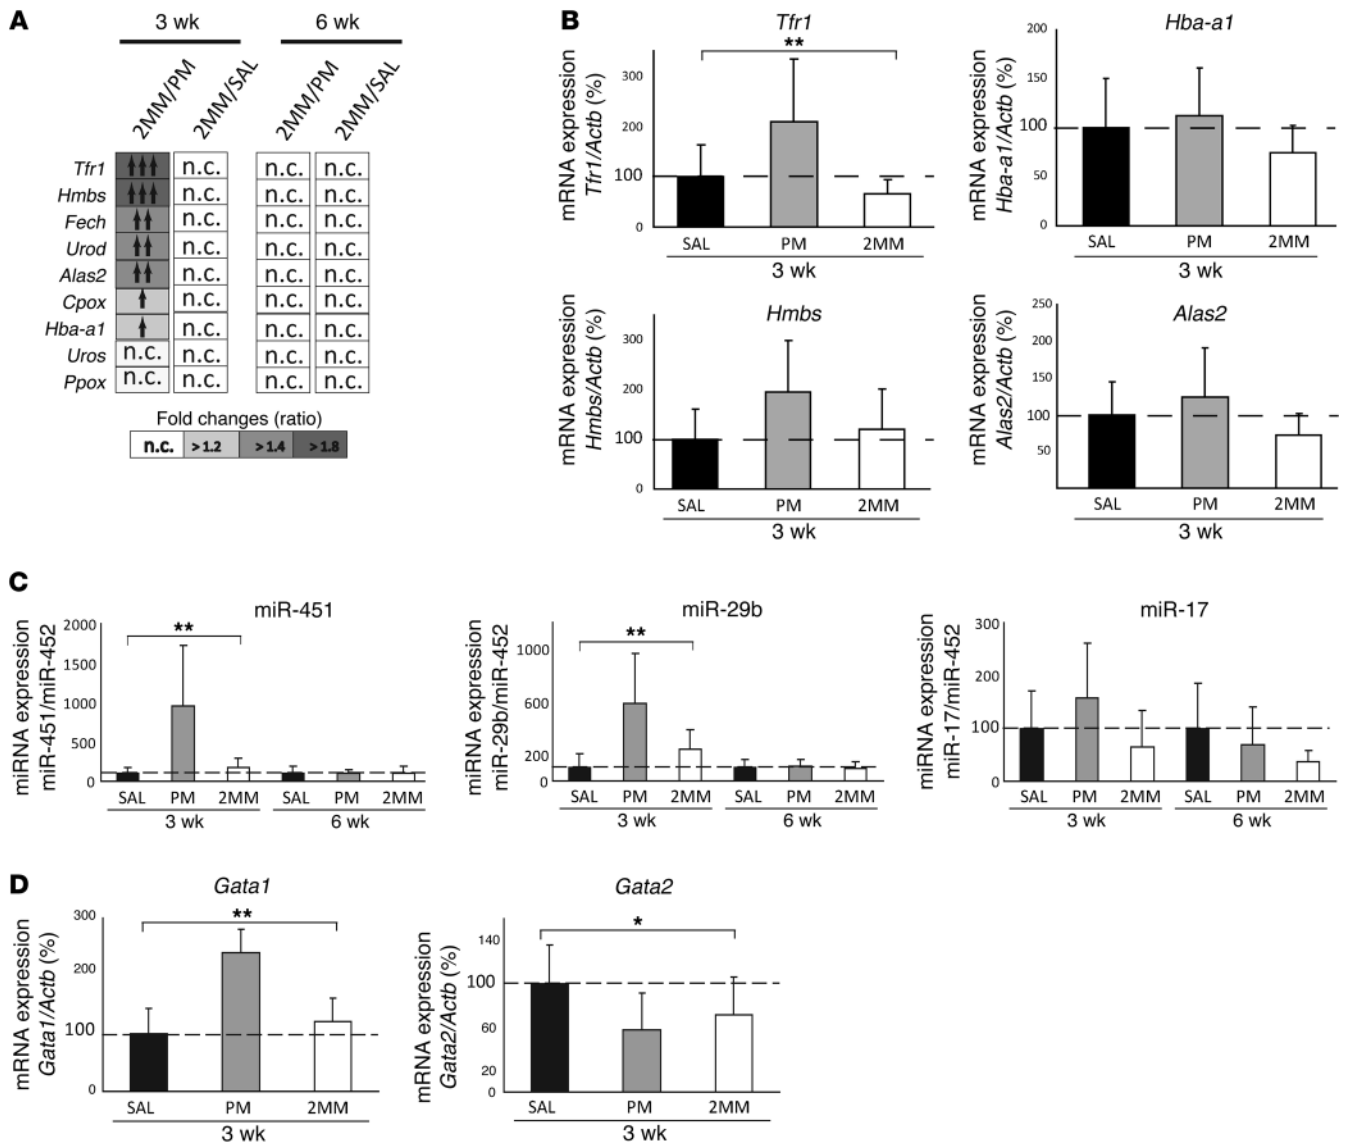 A
3 wk
6 wk
2MM/PM
2MM/SAL
2MM/PM
2MM/SAL
Tfr1 n.c. n.c. n.c.
Hmbs n.c. n.c. n.c.
Fech n.c. n.c. n.c.
Urod n.c. n.c. n.c.
Alas2 n.c. n.c. n.c.
Cpox n.c. n.c. n.c.
Hba-a1 n.c. n.c. n.c.
Uros n.c. n.c. n.c. n.c.
Ppox n.c. n.c. n.c. n.c.
Fold changes (ratio)
n.c. >1.2 >1.4 >1.8
B
Tfr1
**
mRNA expression
Tfr1/Actb (%)
300
200
100
0
SAL PM 2MM
3 wk
Hba-a1
mRNA expression
Hba-a1/Actb (%)
200
150
100
50
0
SAL PM 2MM
3 wk
Hmbs
mRNA expression
Hmbs/Actb (%)
300
200
100
0
SAL PM 2MM
3 wk
Alas2
mRNA expression
Alas2/Actb (%)
250
200
150
100
50
SAL PM 2MM
3 wk
C
miR-451
**
miRNA expression
miR-451/miR-452
2000
1500
1000
500
0
SAL PM 2MM SAL PM 2MM
3 wk 6 wk
miR-29b
**
miRNA expression
miR-29b/miR-452
1000
600
200
100
0
SAL PM 2MM SAL PM 2MM
3 wk 6 wk
miR-17
miRNA expression
miR-17/miR-452
300
200
100
0
SAL PM 2MM SAL PM 2MM
3 wk 6 wk
D
Gata1
**
mRNA expression
Gata1/Actb (%)
300
200
100
0
SAL PM 2MM
3 wk
Gata2
*
mRNA expression
Gata2/Actb (%)
140
100
60
20
0
SAL PM 2MM
3 wk